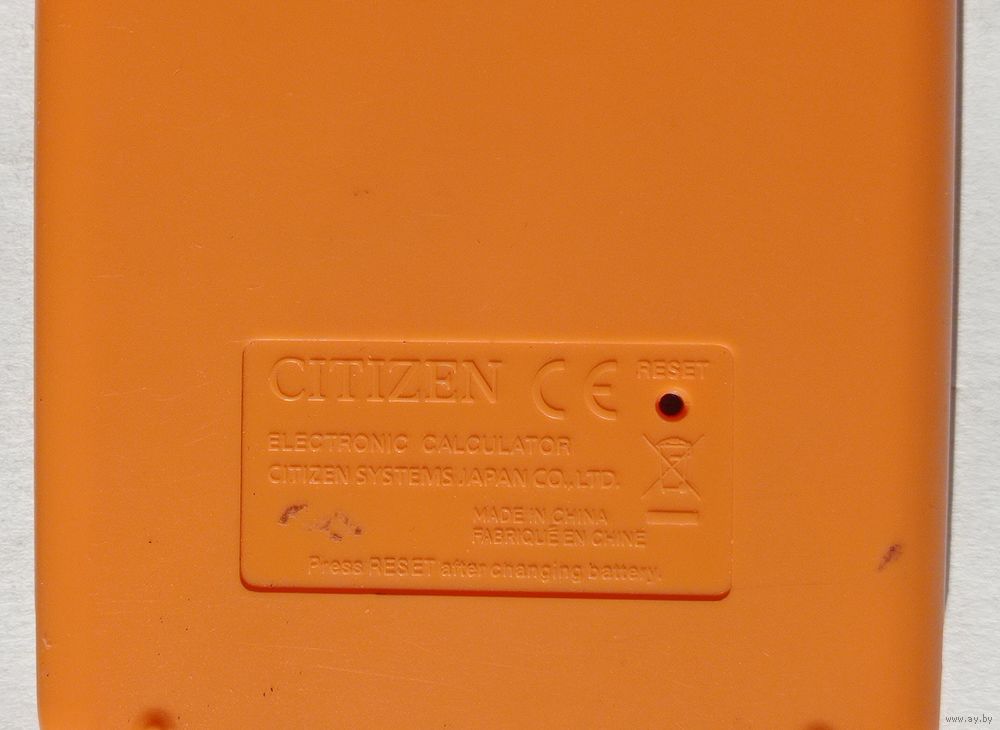 CITIZEN CE RESET
ELECTRONIC CALCULATOR
CITIZEN SYSTEMS JAPAN CO., LTD.
MADE IN CHINA
FABRIQUÉ EN CHINE
Press RESET after changing battery.
www.ay.by